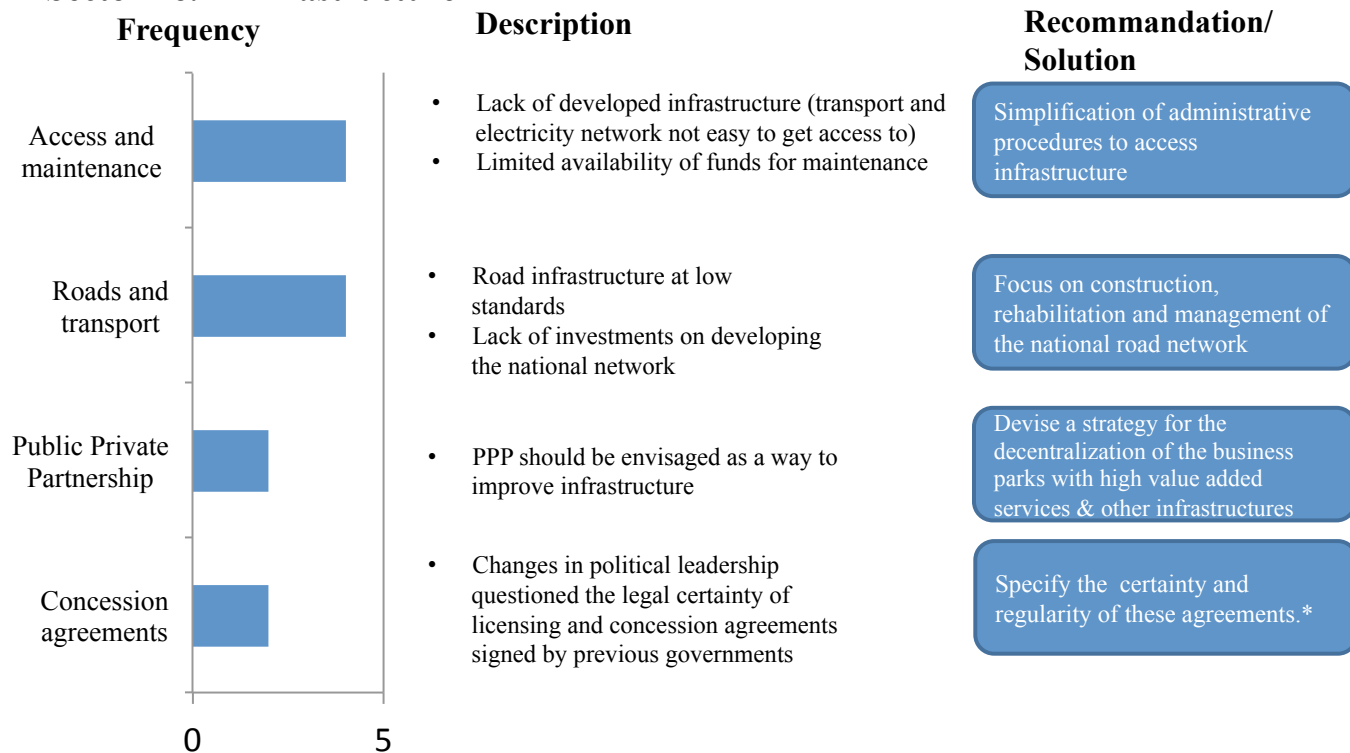 Frequency
Description
Recommandation/
Solution
Access and
maintenance
• Lack of developed infrastructure (transport and
electricity network not easy to get access to)
• Limited availability of funds for maintenance
Simplification of administrative
procedures to access
infrastructure
Roads and
transport
• Road infrastructure at low
standards
• Lack of investments on developing
the national network
Focus on construction,
rehabilitation and management of
the national road network
Public Private
Partnership
• PPP should be envisaged as a way to
improve infrastructure
Devise a strategy for the
decentralization of the business
parks with high value added
services & other infrastructures
Concession
agreements
• Changes in political leadership
questioned the legal certainty of
licensing and concession agreements
signed by previous governments
Specify the certainty and
regularity of these agreements.*
0 5